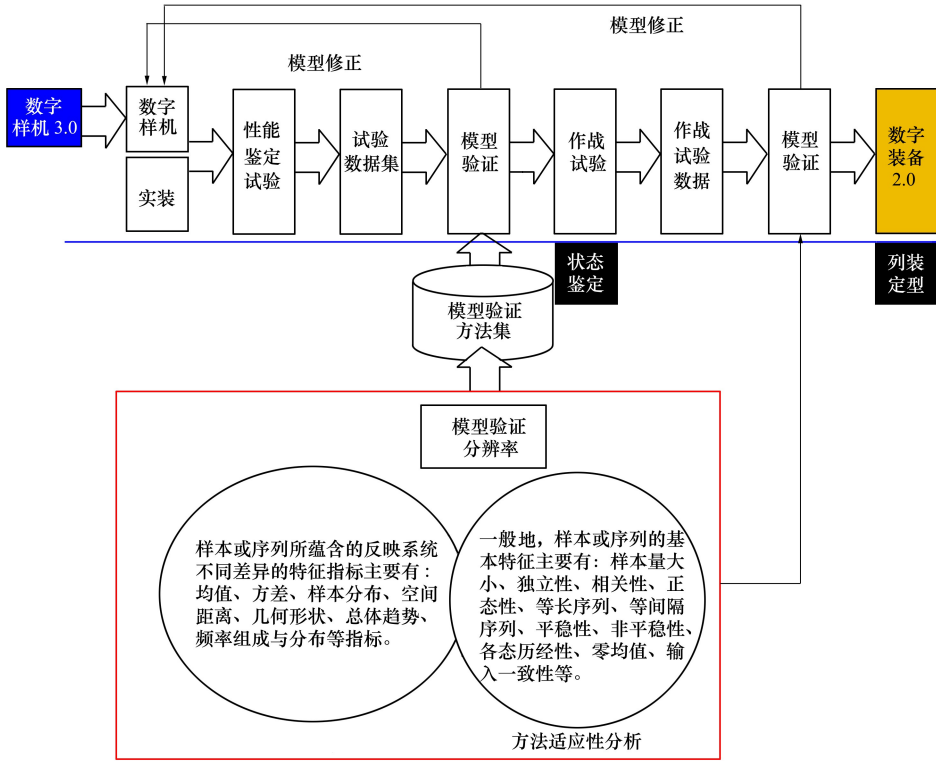 模型修正
模型修正
数字
样机 3.0
数字
样机
实装
性能
鉴定
试验
试验
数据集
模型
验证
作战
试验
作战
试验
数据
模型
验证
数字
装备
2.0
状态
鉴定
列装
定型
模型验证
方法集
模型验证
分辨率
样本或序列所蕴含的反映系统
不同差异的特征指标主要有：
均值、方差、样本分布、空间
距离、几何形状、总体趋势、
频率组成与分布等指标。
一般地，样本或序列的基
本特征主要有：样本量大
小、独立性、相关性、正
态性、等长序列、等间隔
序列、平稳性、非平稳性、
各态历经性、零均值、输
入一致性等。
方法适应性分析